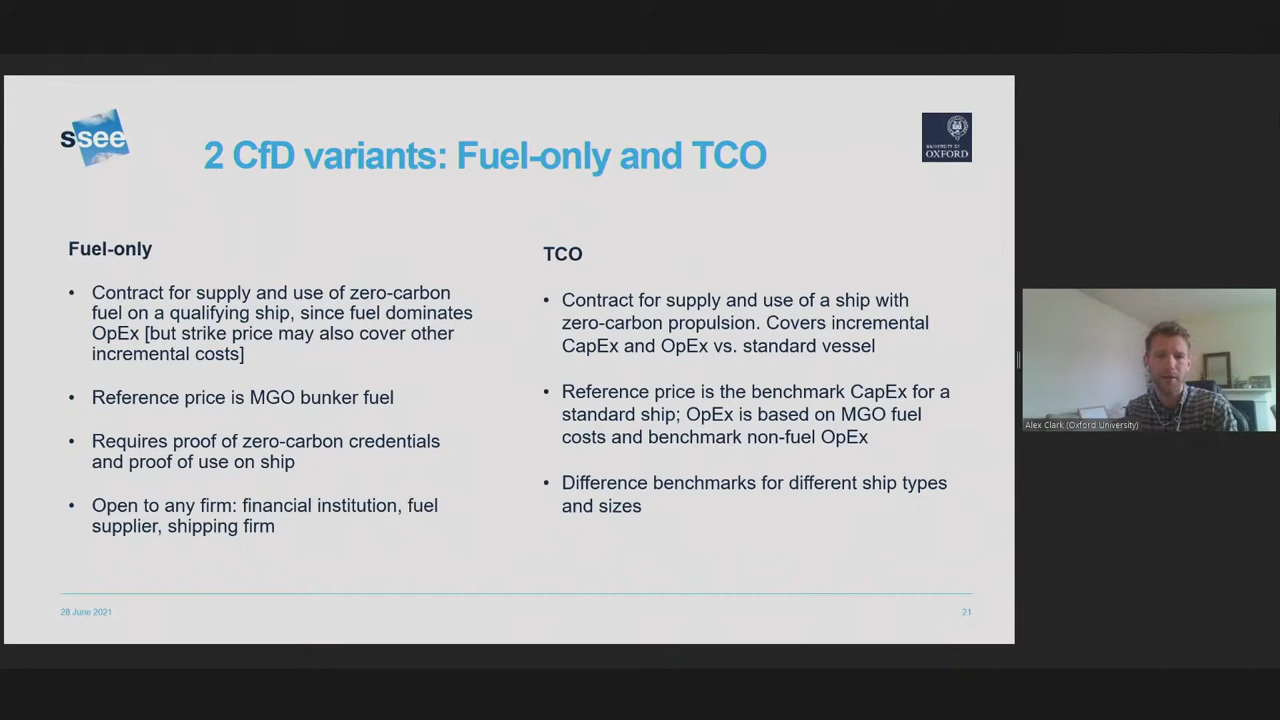 ssee
2 CfD variants: Fuel-only and TCO
UNIVERSITY OF
OXFORD
Fuel-only
• Contract for supply and use of zero-carbon
fuel on a qualifying ship, since fuel dominates
OpEx [but strike price may also cover other
incremental costs]
• Reference price is MGO bunker fuel
• Requires proof of zero-carbon credentials
and proof of use on ship
• Open to any firm: financial institution, fuel
supplier, shipping firm
TCO
• Contract for supply and use of a ship with
zero-carbon propulsion. Covers incremental
CapEx and OpEx vs. standard vessel
• Reference price is the benchmark CapEx for a
standard ship; OpEx is based on MGO fuel
costs and benchmark non-fuel OpEx
• Difference benchmarks for different ship types
and sizes
28 June 2021
21
Alex Clark (Oxford University)